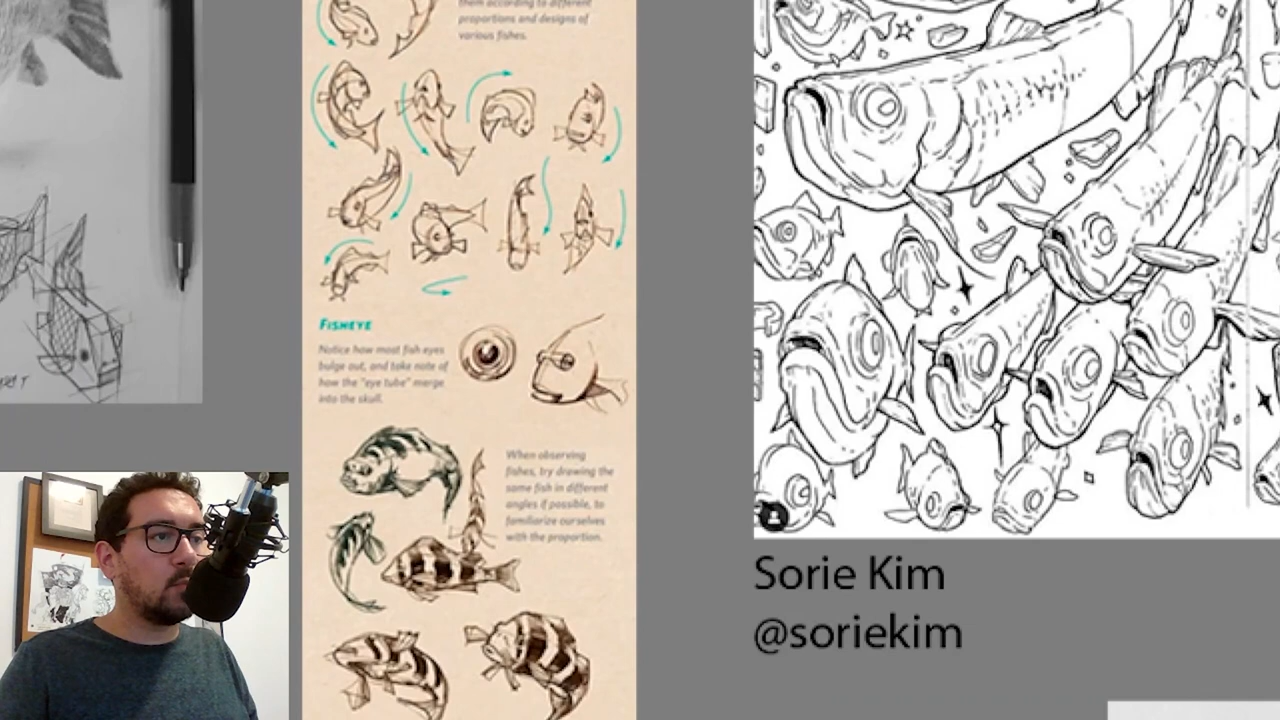 them according to different
proportions and designs of
various fishes.
FISHEYE
Notice how most fish eyes
bulge out, and take note of
how the "eye tube" merge
into the skull.
When observing
fishes, try drawing the
same fish in different
angles if possible, to
familiarize ourselves
with the proportion.
Sorie Kim
@soriekim